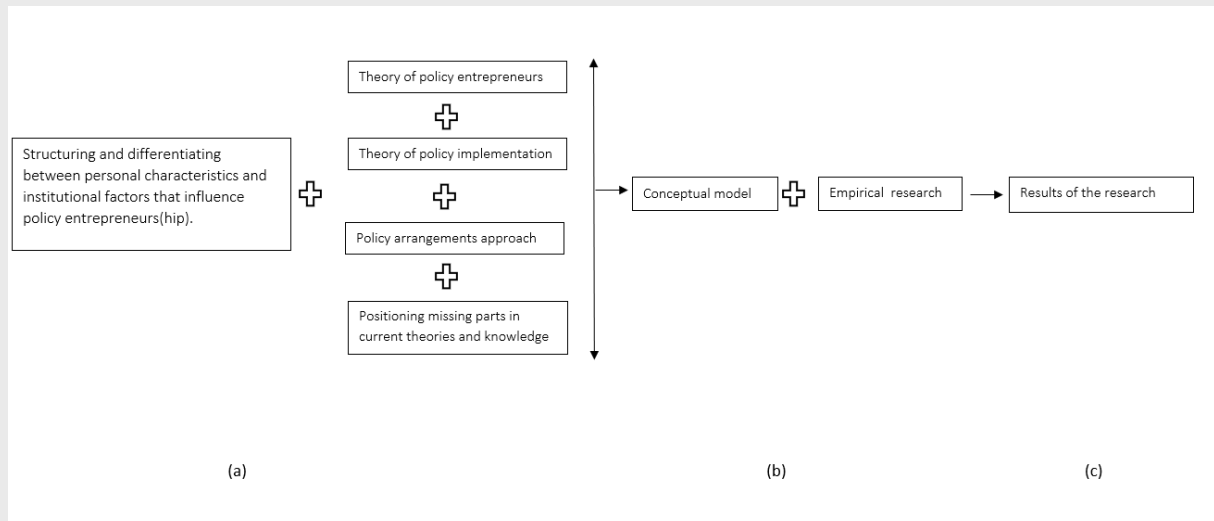 Theory of policy entrepreneurs
Theory of policy implementation
Structuring and differentiating
between personal characteristics and
institutional factors that influence
policy entrepreneurs(hip).
Policy arrangements approach
Positioning missing parts in
current theories and knowledge
Conceptual model
Empirical research
Results of the research
(a)
(b)
(c)